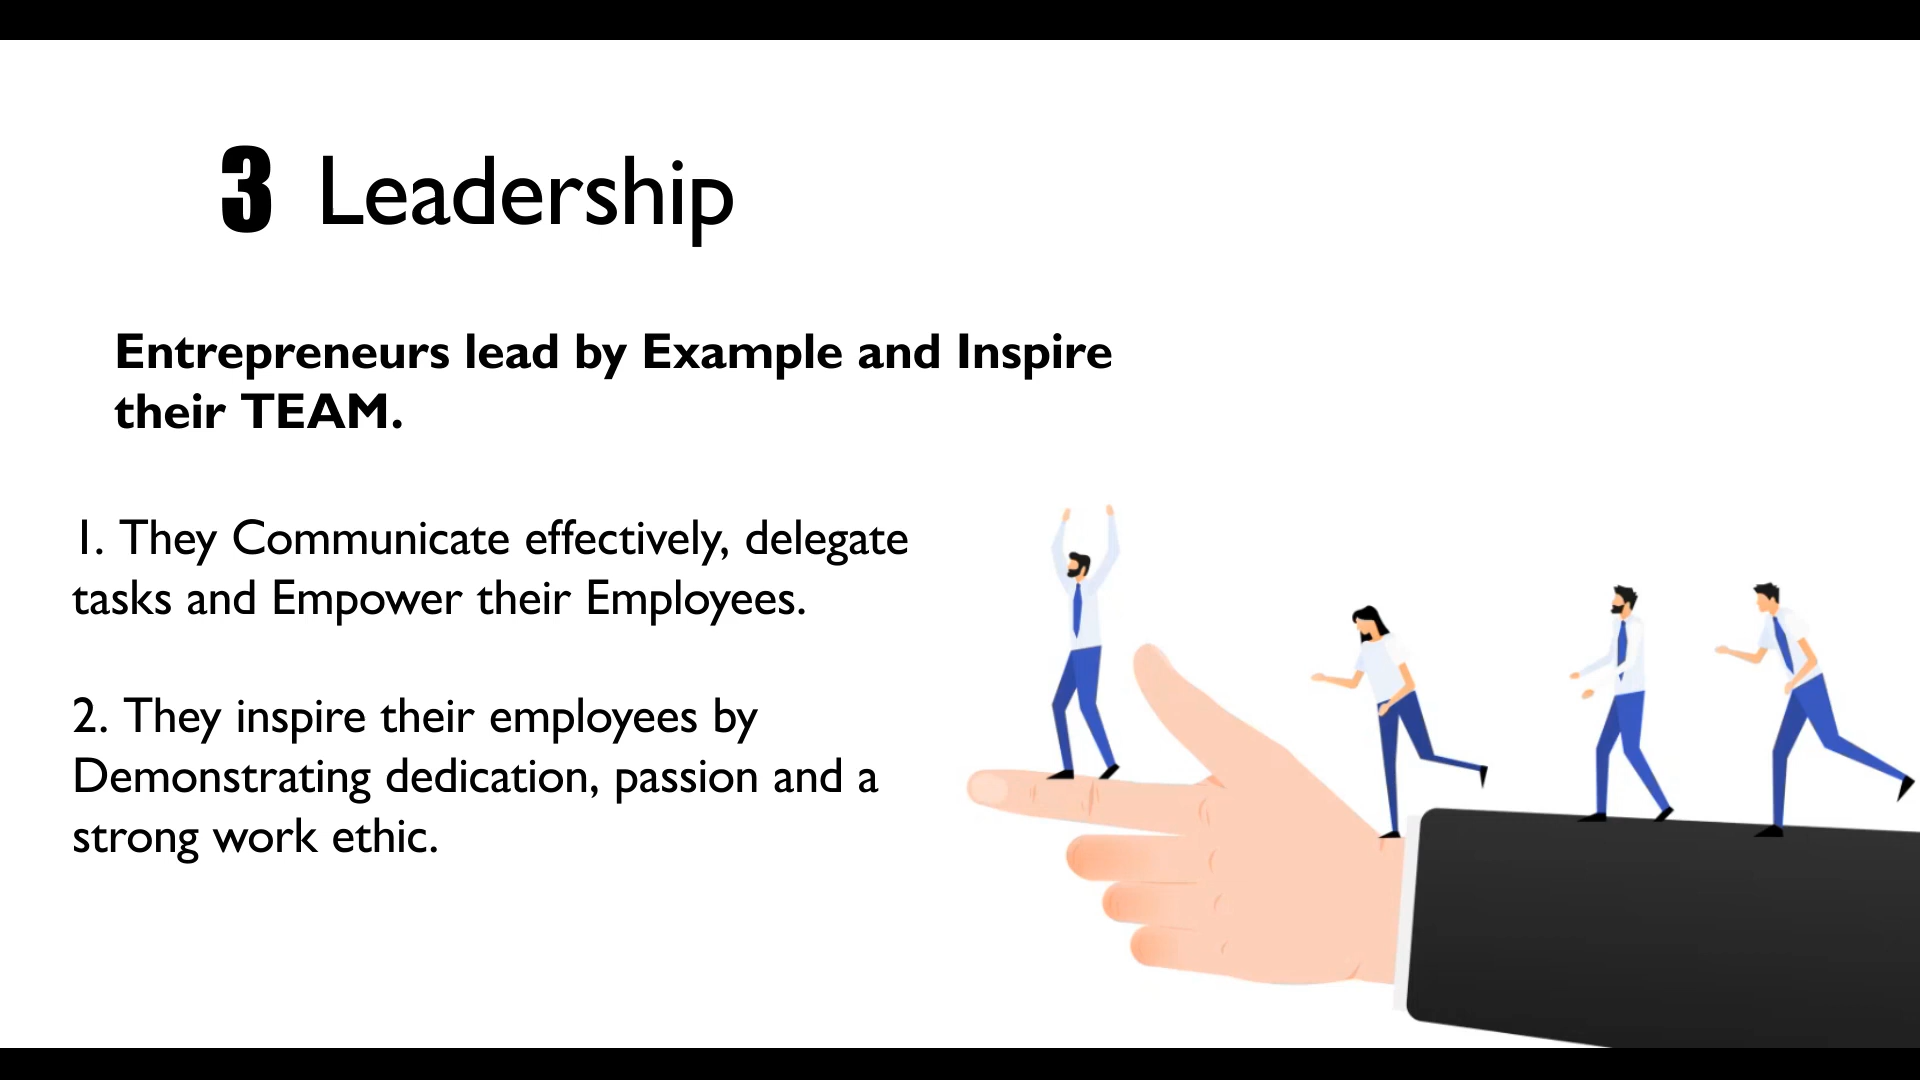 3 Leadership
Entrepreneurs lead by Example and Inspire
their TEAM.
1. They Communicate effectively, delegate
tasks and Empower their Employees.
2. They inspire their employees by
Demonstrating dedication, passion and a
strong work ethic.